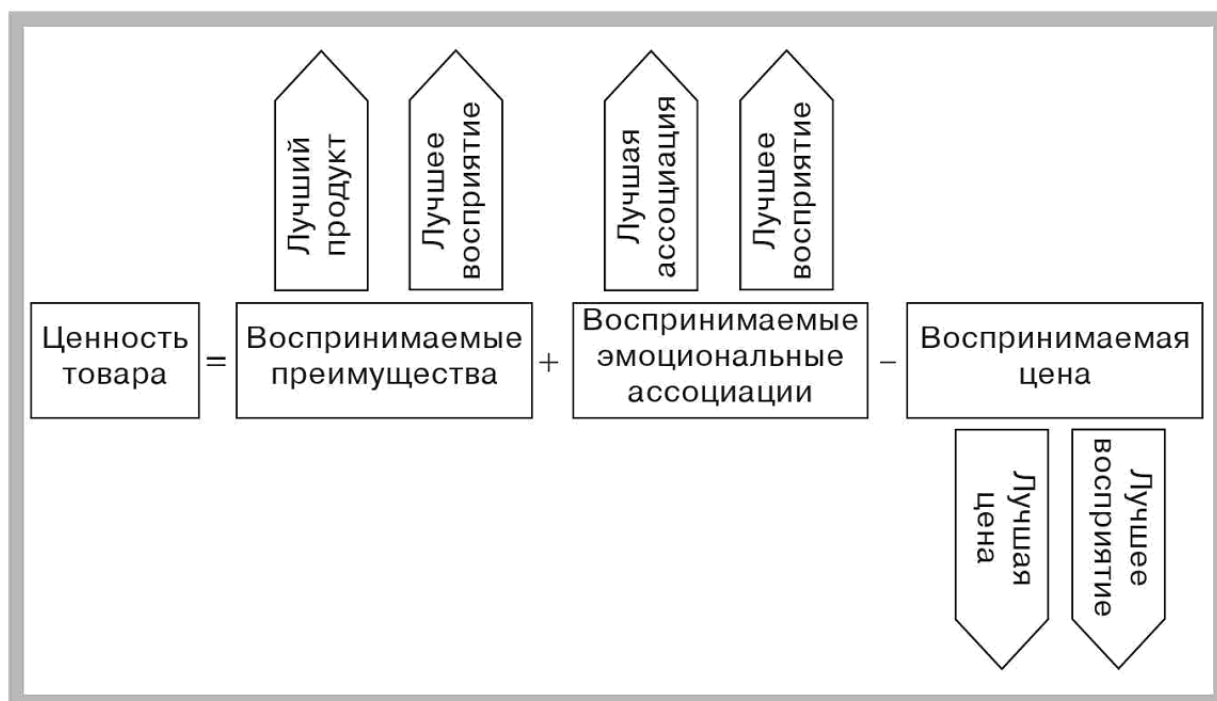 Лучший
продукт
Лучшее
восприятие
Лучшая
ассоциация
Лучшее
восприятие
Ценность
товара
=
Воспринимаемые
преимущества
+
Воспринимаемые
эмоциональные
ассоциации
–
Воспринимаемая
цена
Лучшая
цена
Лучшее
восприятие